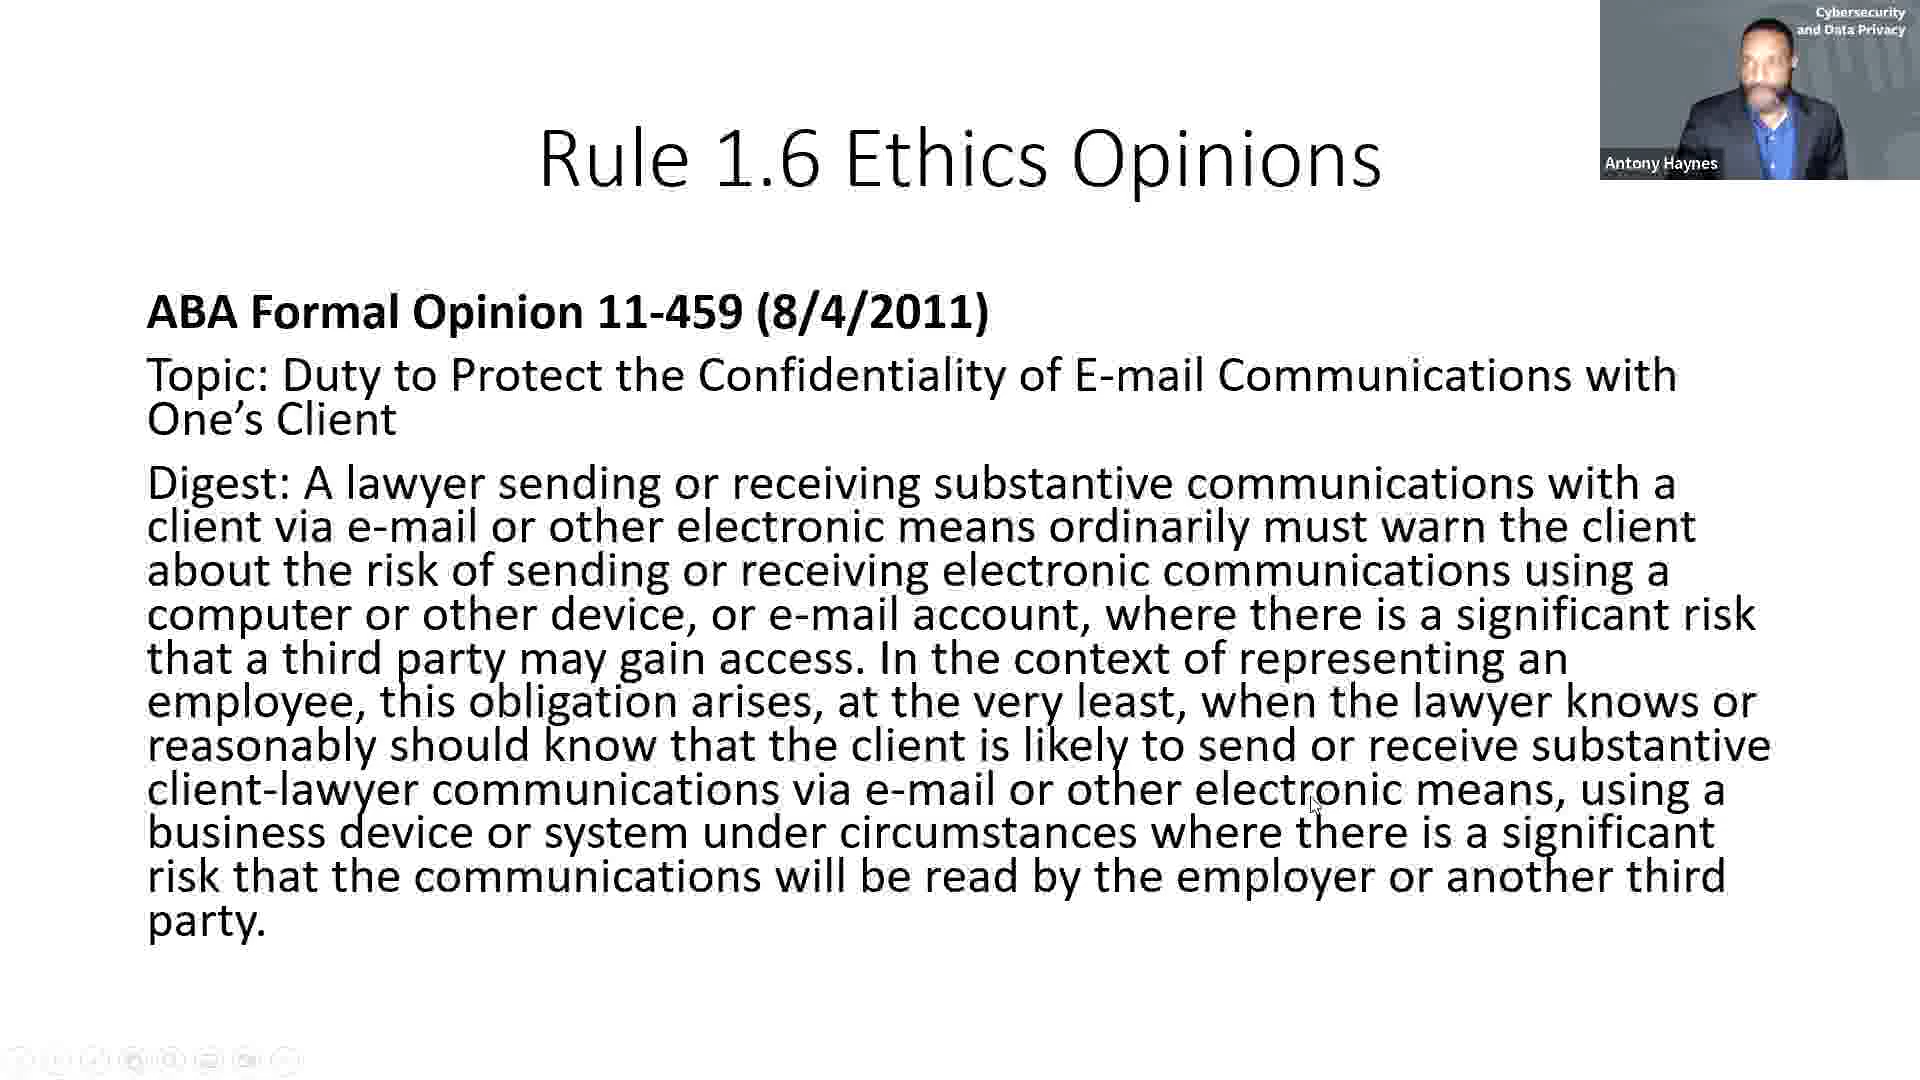 Cybersecurity
and Data Privacy
Antony Haynes
Rule 1.6 Ethics Opinions
ABA Formal Opinion 11-459 (8/4/2011)
Topic: Duty to Protect the Confidentiality of E-mail Communications with
One’s Client
Digest: A lawyer sending or receiving substantive communications with a
client via e-mail or other electronic means ordinarily must warn the client
about the risk of sending or receiving electronic communications using a
computer or other device, or e-mail account, where there is a significant risk
that a third party may gain access. In the context of representing an
employee, this obligation arises, at the very least, when the lawyer knows or
reasonably should know that the client is likely to send or receive substantive
client-lawyer communications via e-mail or other electronic means, using a
business device or system under circumstances where there is a significant
risk that the communications will be read by the employer or another third
party.